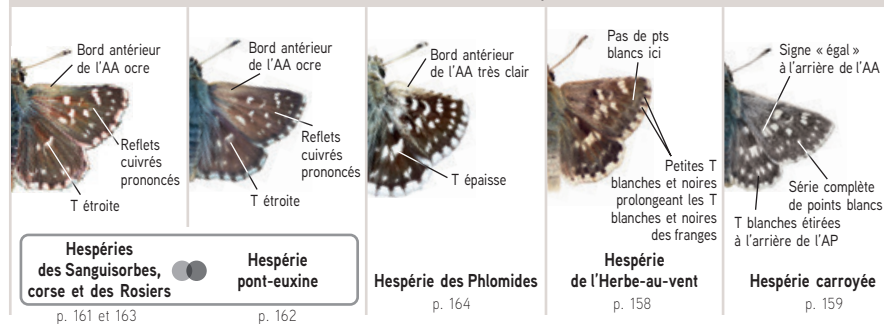 Bord antérieur
de l'AA ocre
Reflets
cuivrés
prononcés
T étroite
Hespéries
des Sanguisorbes,
corse et des Rosiers
p. 161 et 163
Bord antérieur
de l'AA ocre
Reflets
cuivrés
prononcés
T étroite
Hespérie
pont-euxine
p. 162
Bord antérieur
de l'AA très clair
T épaisse
Hespérie des Phlomides
p. 164
Pas de pts
blancs ici
Petites T
blanches et noires
prolongeant les T
blanches et noires
des franges
Hespérie
de l'Herbe-au-vent
p. 158
Signe « égal »
à l'arrière de l'AA
Série complète
de points blancs
T blanches étirées
à l'arrière de l'AP
Hespérie carroyée
p. 159